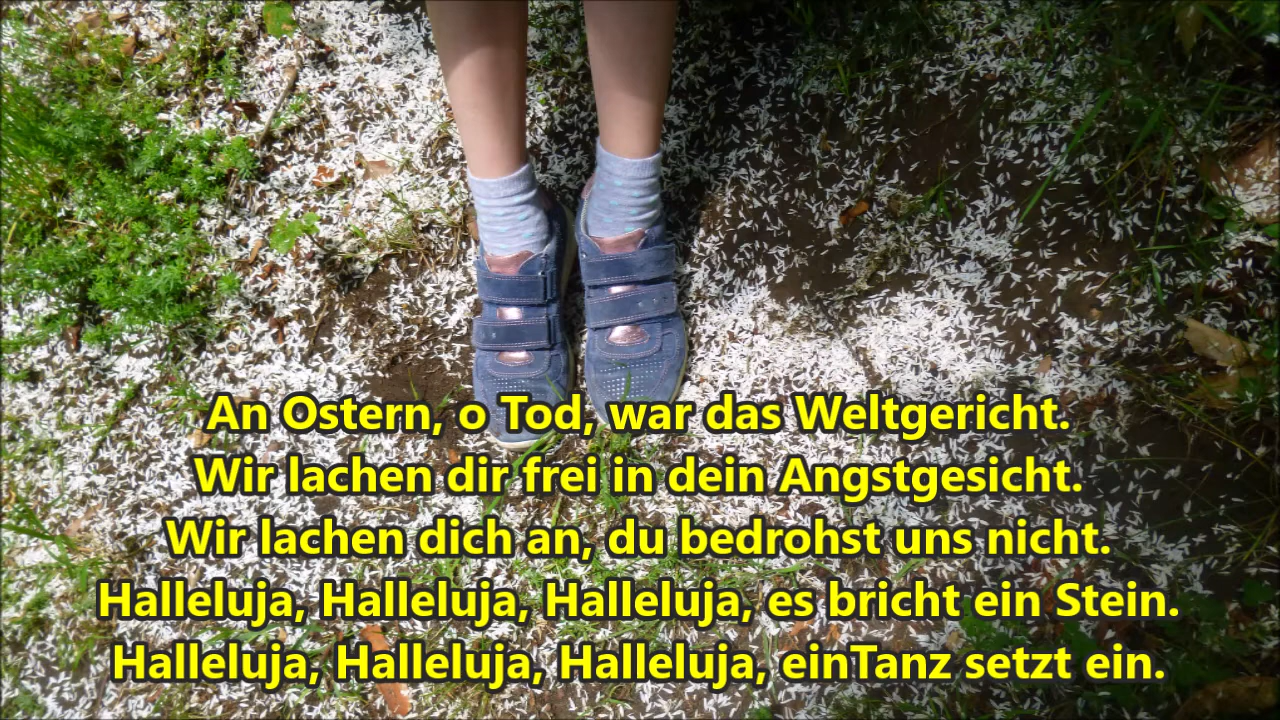 An Ostern, o Tod, war das Weltgericht.
Wir lachen dir frei in dein Angstgesicht.
Wir lachen dich an, du bedrohst uns nicht.
Halleluja, Halleluja, Halleluja, es bricht ein Stein.
Halleluja, Halleluja, Halleluja, einTanz setzt ein.